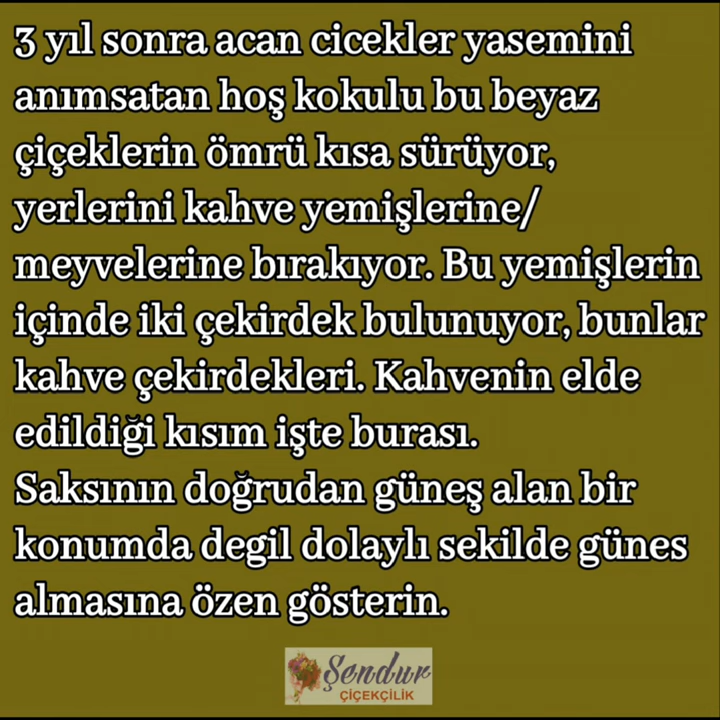 3 yıl sonra acan cicekler yasemini
anımsatan hoş kokulu bu beyaz
çiçeklerin ömrü kısa sürüyor,
yerlerini kahve yemişlerine/
meyvelerine bırakıyor. Bu yemişlerin
içinde iki çekirdek bulunuyor, bunlar
kahve çekirdekleri. Kahvenin elde
edildiği kısım işte burası.
Saksının doğrudan güneş alan bir
konumda degil dolaylı sekilde günes
almasına özen gösterin.
Şendur
ÇİÇEKÇİLİK